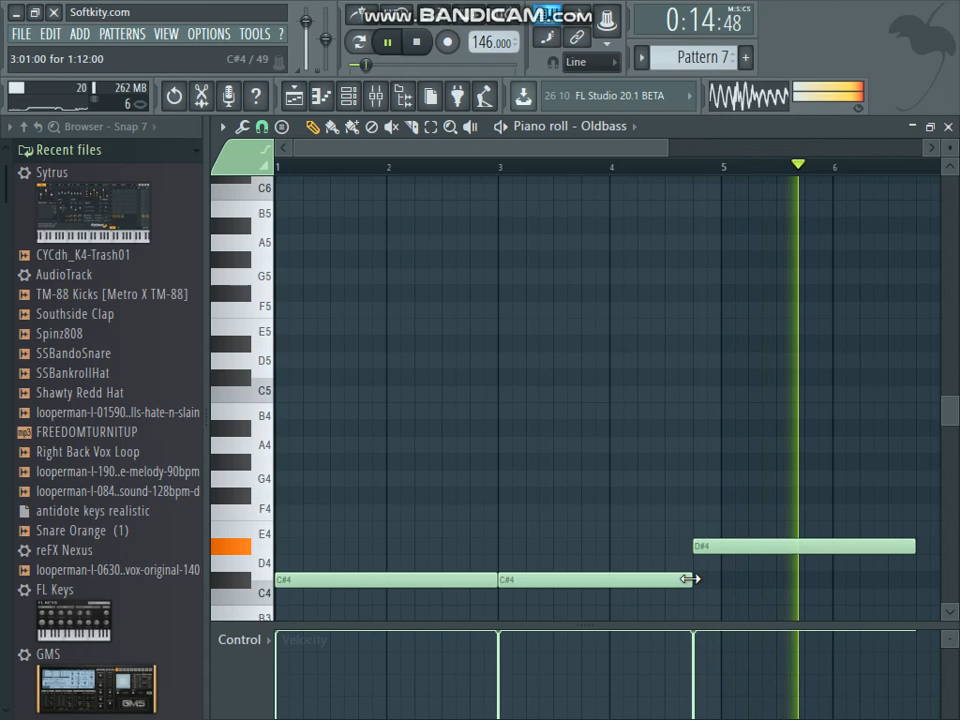 Softkity.com
www.BANDICAM.com
FILE EDIT ADD PATTERNS VIEW OPTIONS TOOLS ?
3:01:00 for 1:12:00
C#4 / 49
146.000
0:14:48
Line
Pattern 7
20
262 MB
6
26 10 FL Studio 20.1 BETA
Browser - Snap 7
Piano roll - Oldbass
Recent files
Sytrus
CYCdh_K4-Trash01
AudioTrack
TM-88 Kicks [Metro X TM-88]
Southside Clap
Spinz808
SSBandoSnare
SSBankrollHat
Shawty Redd Hat
looperman-l-01590..lls-hate-n-slain
mp3 FREEDOMTURNITUP
Right Back Vox Loop
looperman-l-190..e-melody-90bpm
looperman-l-084..sound-128bpm-d
antidote keys realistic
Snare Orange (1)
reFX Nexus
looperman-l-0630..vox-original-140
FL Keys
GMS
1 2 3 4 5 6
C6
B5
A5
G5
F5
E5
D5
C5
B4
A4
G4
F4
E4
D4
C4
B3
D#4
C#4 C#4
Control Velocity